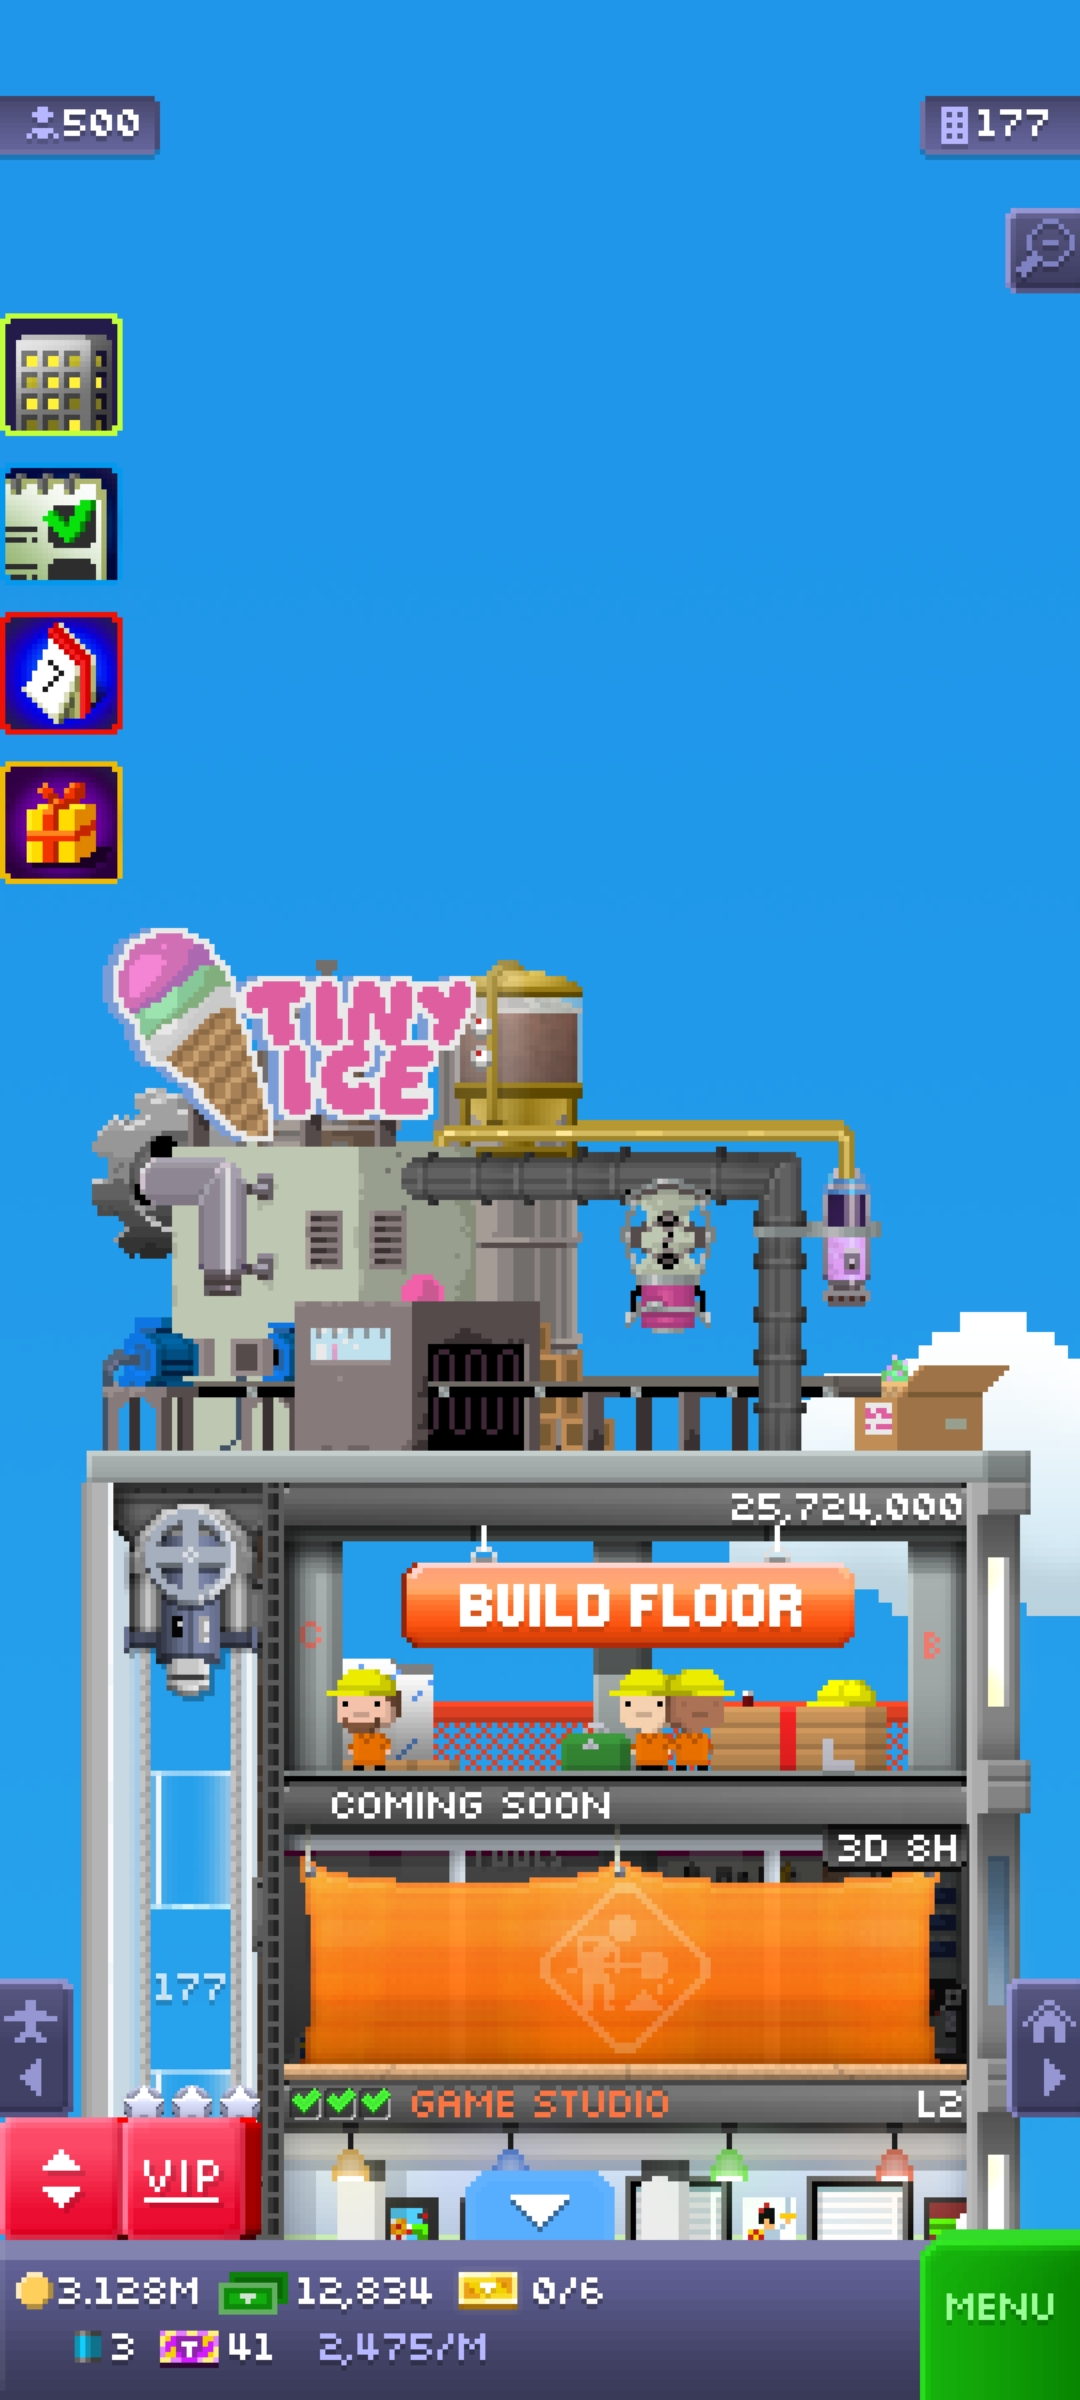 500
177
7
TINY
ICE
25,724,000
BUILD FLOOR
C
B
COMING SOON
3D 8H
177
GAME STUDIO
L2
VIP
3.128M
12,834
0/6
MENU
3
T
41
2,475/M